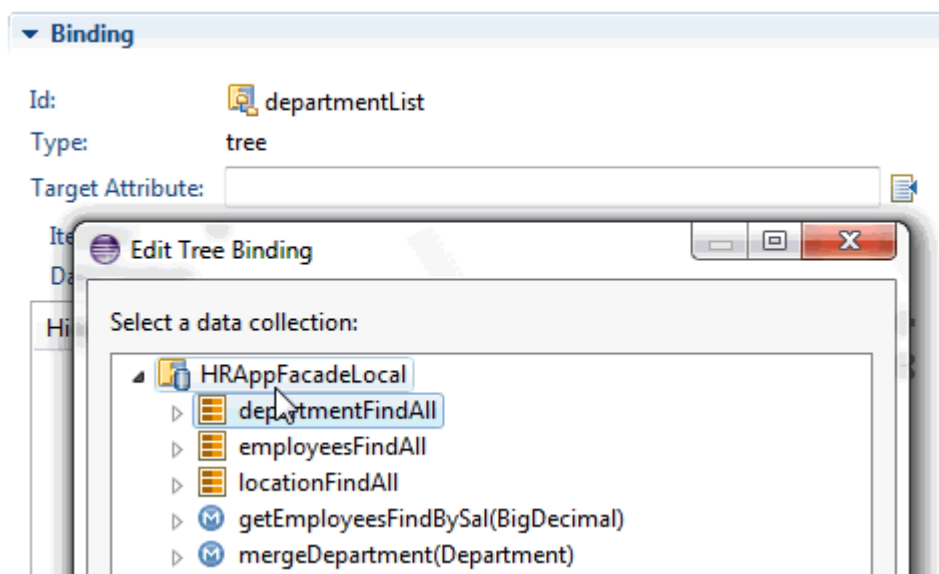 Binding
Id: departmentList
Type: tree
Target Attribute:
Edit Tree Binding
Select a data collection:
HRAppFacadeLocal
departmentFindAll
employeesFindAll
locationFindAll
getEmployeesFindBySal(BigDecimal)
mergeDepartment(Department)